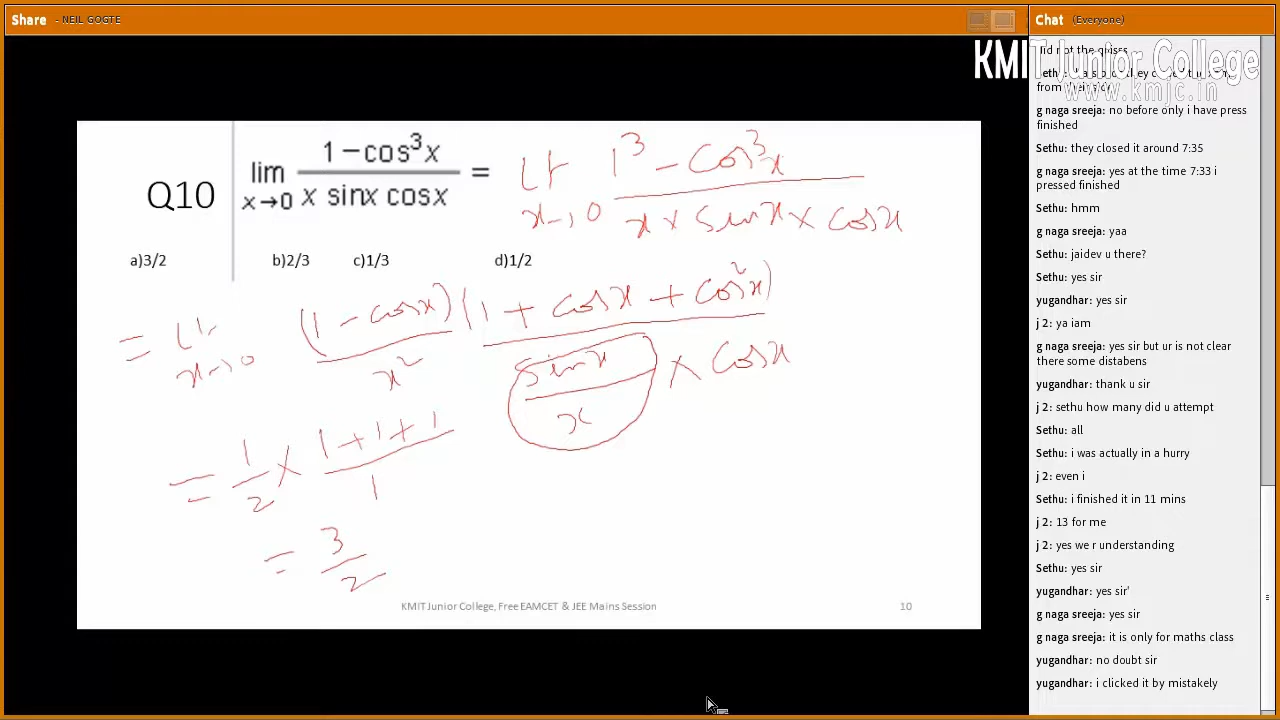 Share - NEIL GOGTE
Q10 lim x→0 1−cos³x / x sinx cosx =
Lt x→0 1³ − Cos³x / x × Sinx × Cosx
a)3/2 b)2/3 c)1/3 d)1/2
= Lt x→0 (1 − Cosx) / x² (1 + Cosx + Cos²x) / Sinx / x × Cosx
= 1/2 × 1+1+1 / 1
= 3/2
KMIT Junior College, Free EAMCET & JEE Mains Session 10
Chat (Everyone)
KMIT Junior College
www.kmjc.in
g naga sreeja: no before only i have press
finished
Sethu: they closed it around 7:35
g naga sreeja: yes at the time 7:33 i
pressed finished
Sethu: hmm
g naga sreeja: yaa
Sethu: jaidev u there?
Sethu: yes sir
yugandhar: yes sir
j 2: ya iam
g naga sreeja: yes sir but ur is not clear
there some distabens
yugandhar: thank u sir
j 2: sethu how many did u attempt
Sethu: all
Sethu: i was actually in a hurry
j 2: even i
Sethu: i finished it in 11 mins
j 2: 13 for me
j 2: yes we r understanding
Sethu: yes sir
yugandhar: yes sir'
g naga sreeja: yes sir
g naga sreeja: it is only for maths class
yugandhar: no doubt sir
yugandhar: i clicked it by mistakely